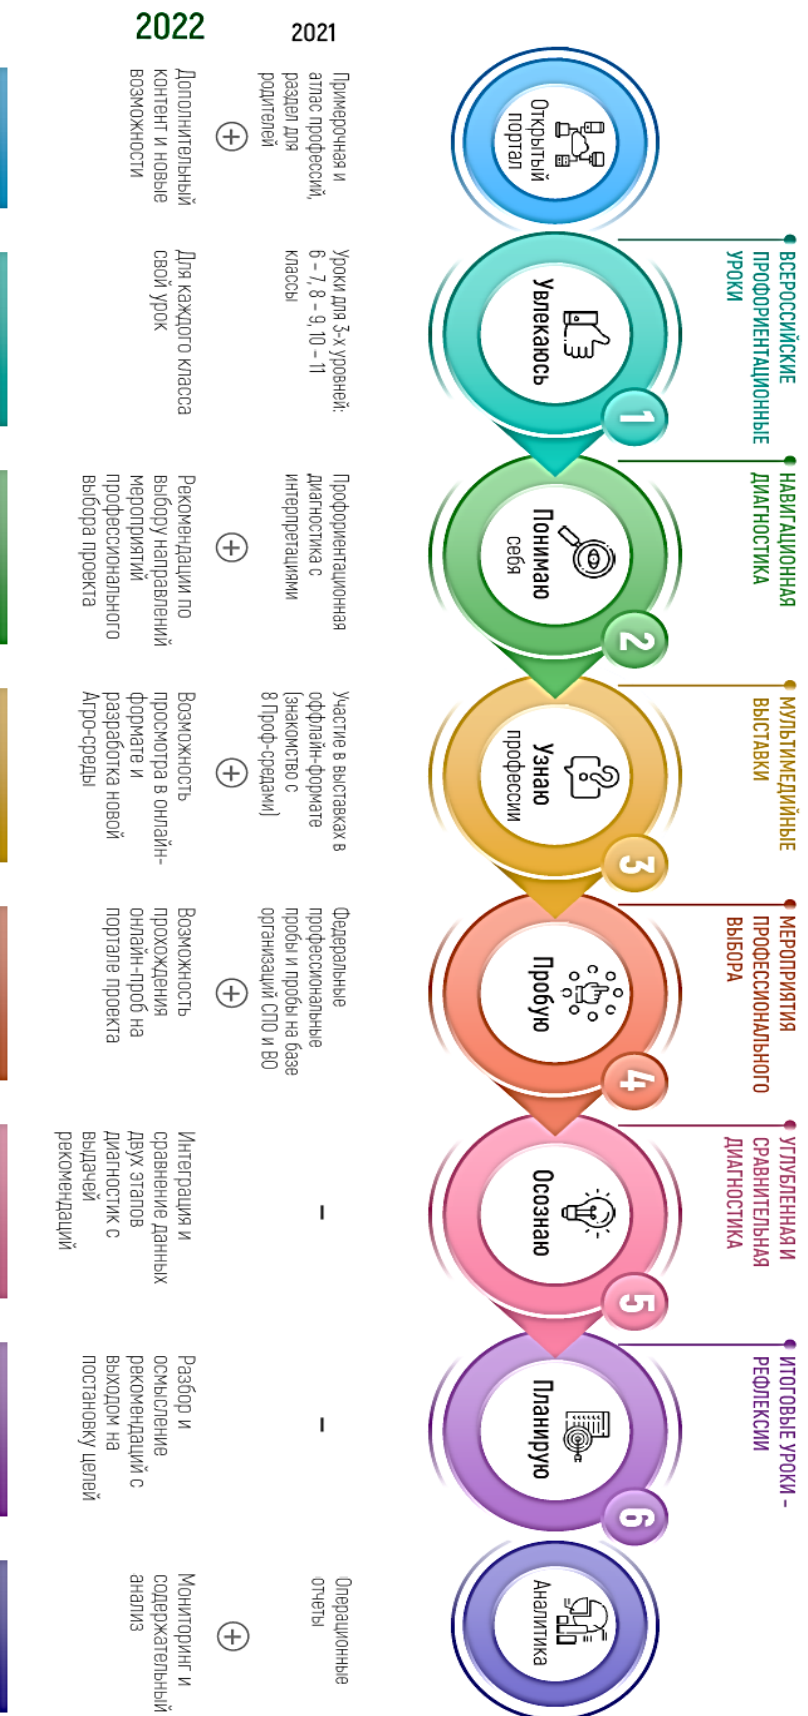 ВСЕРОССИЙСКИЕ
ПРОФОРИЕНТАЦИОННЫЕ
УРОКИ
НАВИГАЦИОННАЯ
ДИАГНОСТИКА
МУЛЬТИМЕДИЙНЫЕ
ВЫСТАВКИ
МЕРОПРИЯТИЯ
ПРОФЕССИОНАЛЬНОГО
ВЫБОРА
УГЛУБЛЕННАЯ И
СРАВНИТЕЛЬНАЯ
ДИАГНОСТИКА
ИТОГОВЫЕ УРОКИ –
РЕФЛЕКСИИ
Открытый
портал
Увлекаюсь
1
Понимаю
себя
2
Узнаю
профессии
3
Пробую
4
Осознаю
5
Планирую
6
Аналитика
2021
Примерочная и
атлас профессий,
раздел для
родителей
Уроки для 3-х уровней:
6 – 7, 8 – 9, 10 – 11
классы
Профориентационная
диагностика с
интерпретациями
Участие в выставках в
оффлайн-формате
(знакомство с
8 Проф-средами)
Федеральные
профессиональные
пробы и пробы на базе
организаций СПО и ВО
–
–
Операционные
отчеты
+
+
+
+
+
2022
Дополнительный
контент и новые
возможности
Для каждого класса
свой урок
Рекомендации по
выбору направлений
мероприятий
профессионального
выбора проекта
Возможность
просмотра в онлайн-
формате и
разработка новой
Агро-среды
Возможность
прохождения
онлайн-проб на
портале проекта
Интеграция и
сравнение данных
двух этапов
диагностик с
выдачей
рекомендаций
Разбор и
осмысление
рекомендаций с
выходом на
постановку целей
Мониторинг и
содержательный
анализ